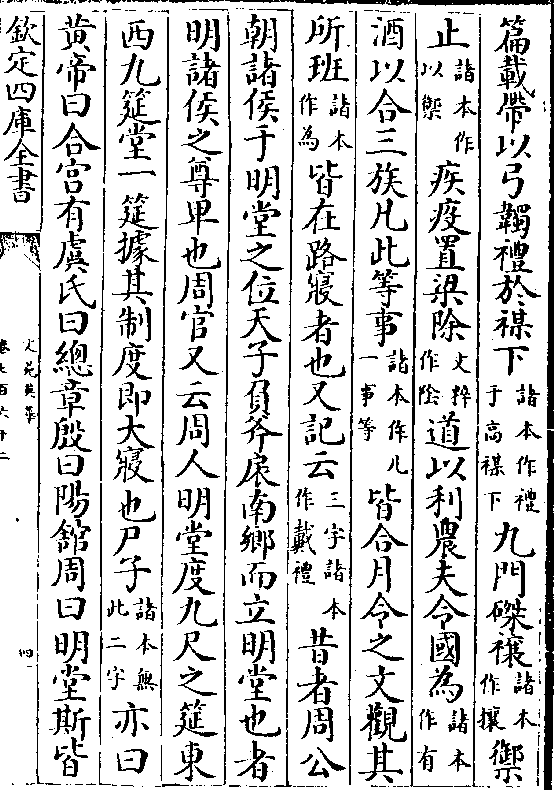 篇載帶以弓韣禮於禖下諸本作禮于高禖下九門磔禳諸本作攘禦
止諸本作以禦疾疫置梁除文粹作陰道以利農夫令國為諸本作有
酒以合三族凡此等事諸本作凡一事等皆合月令之文觀其
所班諸本作為皆在路寢者也又記云三字諸本作戴禮昔者周公
朝諸侯于明堂之位天子負斧扆南鄉而立明堂也者
明諸侯之尊卑也周官又云周人明堂度九尺之筵東
西九筵堂一筵據其制度即大寢也尸子諸本無此二字亦曰
黄帝曰合宫有虞氏曰總章殷曰陽舘周曰明堂斯皆
欽定四庫全書
文苑英華
卷七百六十二
四